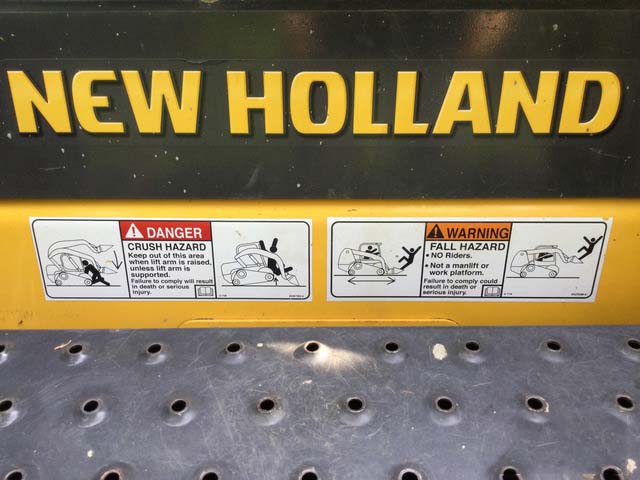 NEW HOLLAND
DANGER
CRUSH HAZARD
Keep out of this area
when lift arm is raised,
unless lift arm is
supported.
Failure to comply will result
in death or serious
injury.
WARNING
FALL HAZARD
• NO Riders.
• Not a manlift or
work platform.
Failure to comply could
result in death or
serious injury.